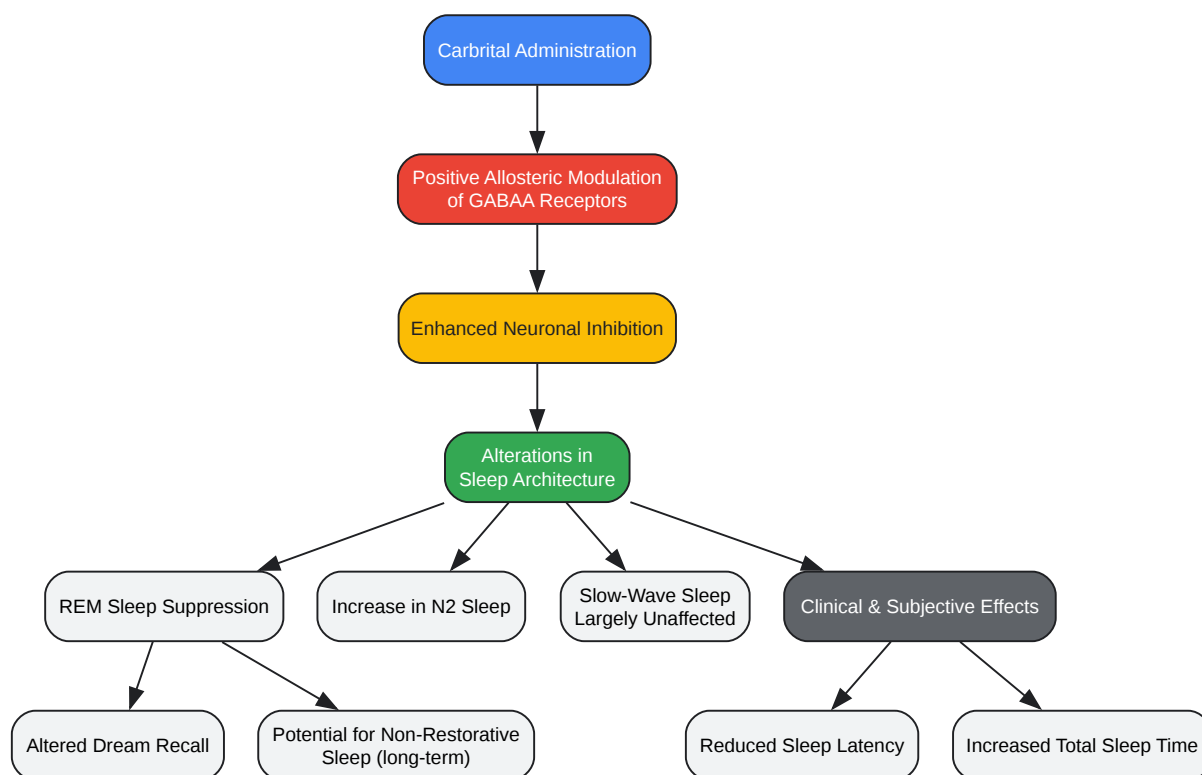 Carbrital Administration
Positive Allosteric Modulation
of GABAA Receptors
Enhanced Neuronal Inhibition
Alterations in
Sleep Architecture
REM Sleep Suppression
Increase in N2 Sleep
Slow-Wave Sleep
Largely Unaffected
Clinical & Subjective Effects
Altered Dream Recall
Potential for Non-Restorative
Sleep (long-term)
Reduced Sleep Latency
Increased Total Sleep Time